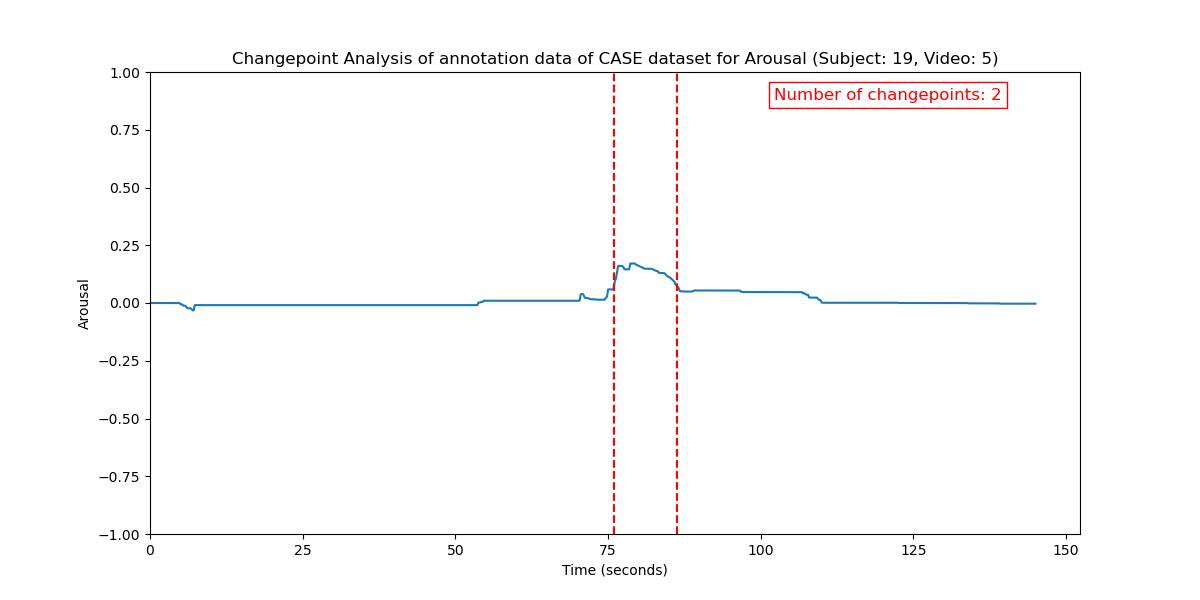 Changepoint Analysis of annotation data of CASE dataset for Arousal (Subject: 19, Video: 5)
Number of changepoints: 2
Arousal
1.00
0.75
0.50
0.25
0.00
−0.25
−0.50
−0.75
−1.00
0 25 50 75 100 125 150
Time (seconds)